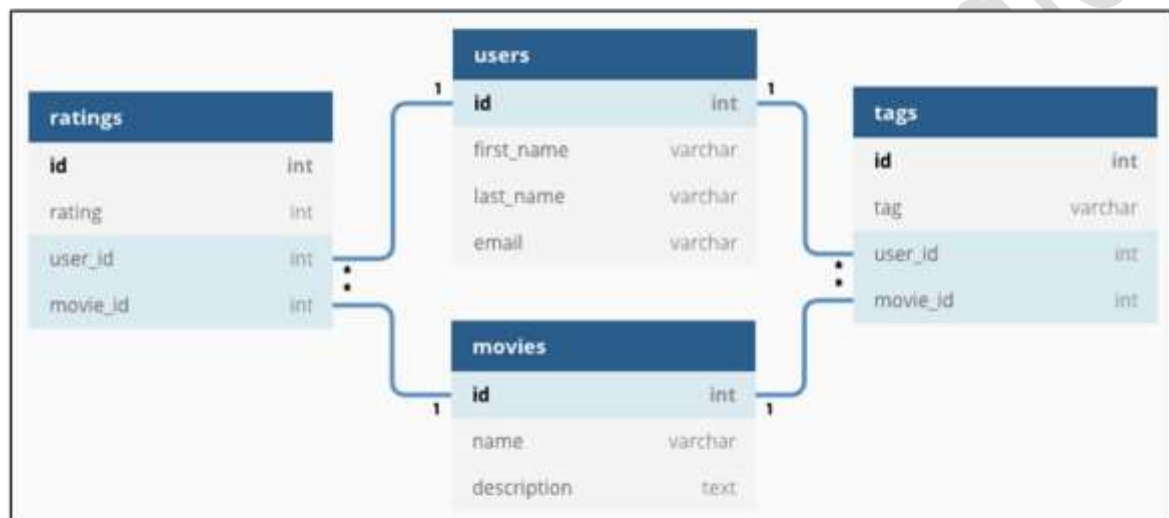 users
1
id int
1
first_name varchar
last_name varchar
email varchar
ratings
id int
rating int
user_id int
movie_id int
tags
id int
tag varchar
user_id int
movie_id int
movies
1
id int
1
name varchar
description text